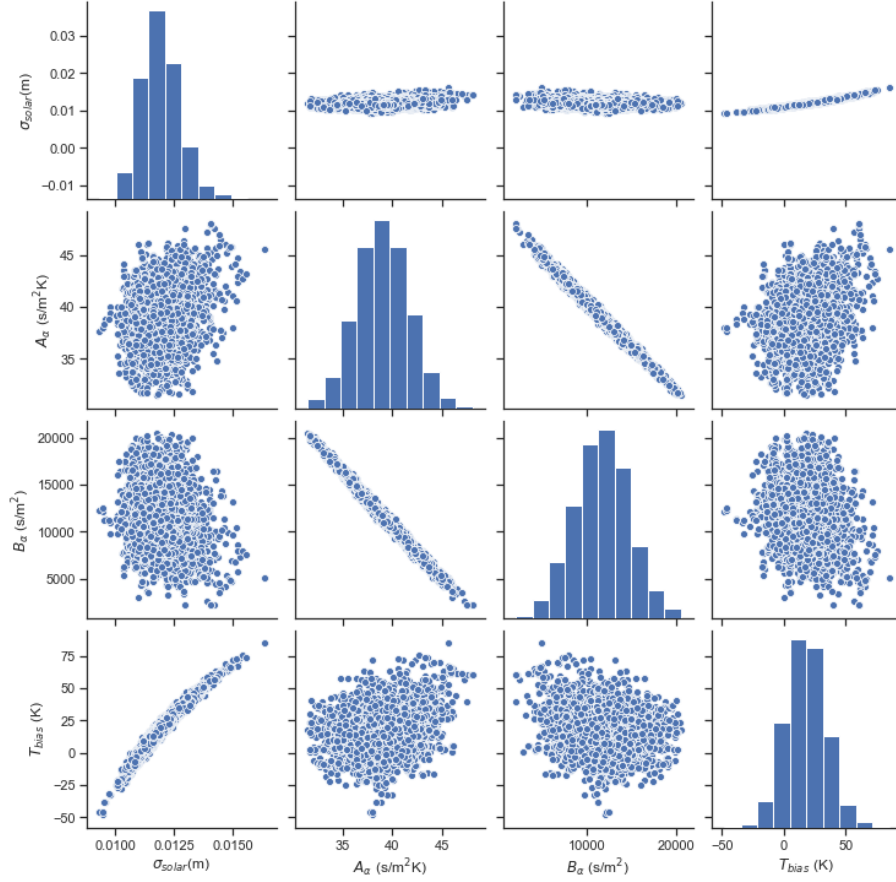 0.03
0.02
0.01
0.00
−0.01
σsolar(m)
45
40
35
Aα (s/m²K)
20000
15000
10000
5000
Bα (s/m²)
75
50
25
0
−25
−50
Tbias (K)
0.0100 0.0125 0.0150
σsolar(m)
35 40 45
Aα (s/m²K)
10000 20000
Bα (s/m²)
−50 0 50
Tbias (K)